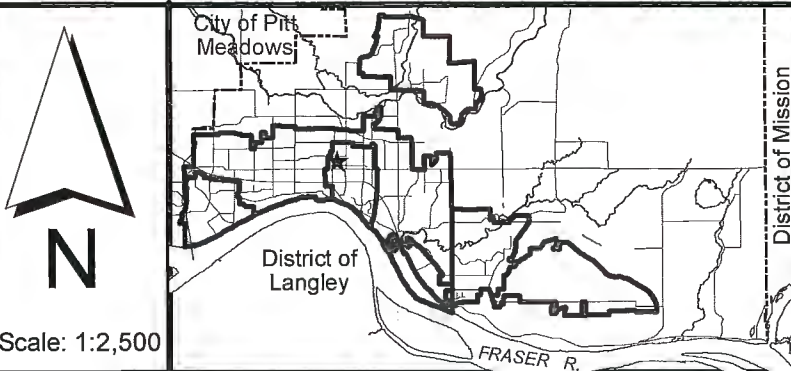 N
Scale: 1:2,500
City of Pitt
Meadows
District of
Langley
FRASER R.
District of Mission